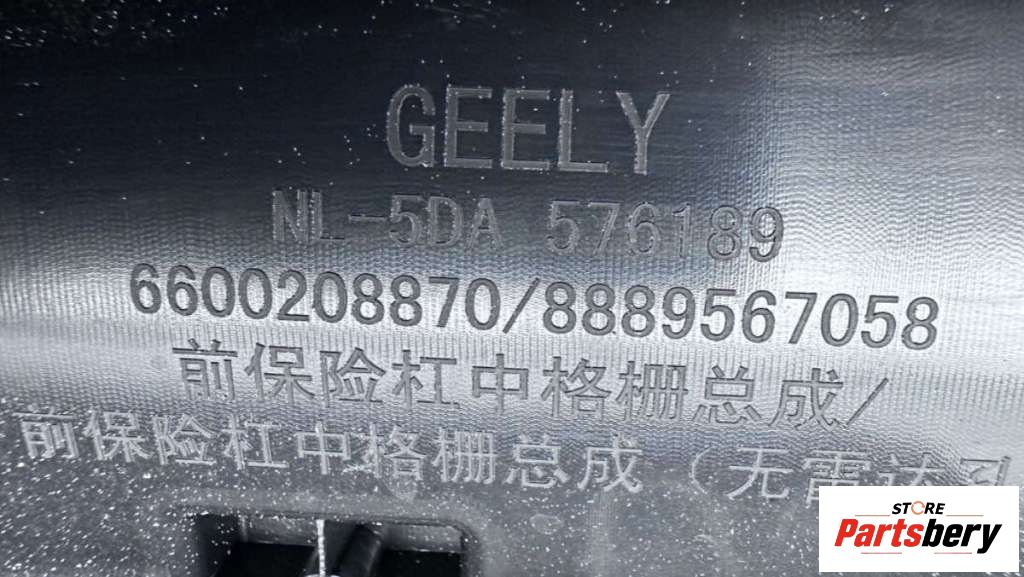 GEELY
NL-5DA 576189
6600208870/8889567058
前保险杠中格栅总成/
前保险杠中格栅总成(无雷达孔
STORE
Partsbery